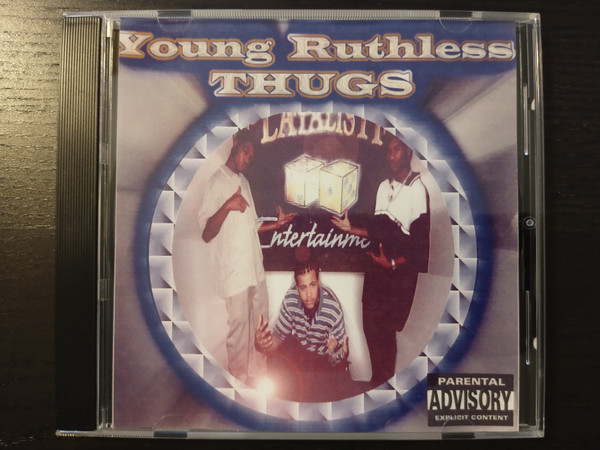 Young Ruthless
THUGS
Entertainme
PARENTAL
ADVISORY
EXPLICIT CONTENT